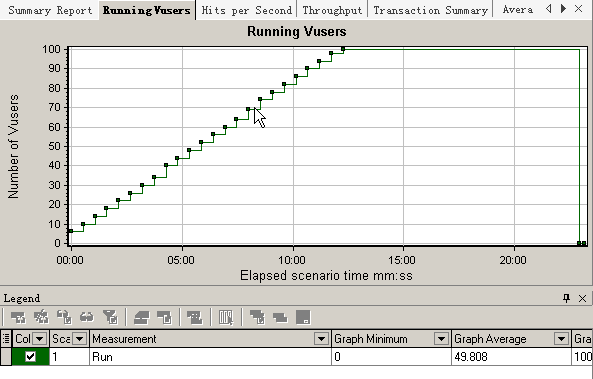 Summary Report Running Vusers Hits per Second Throughput Transaction Summary Avera
Running Vusers
100
90
80
70
60
50
40
30
20
10
0
Number of Vusers
00:00 05:00 10:00 15:00 20:00
Elapsed scenario time mm:ss
Legend
Col Sca Measurement Graph Minimum Graph Average Gra
1 Run 0 49.808 100